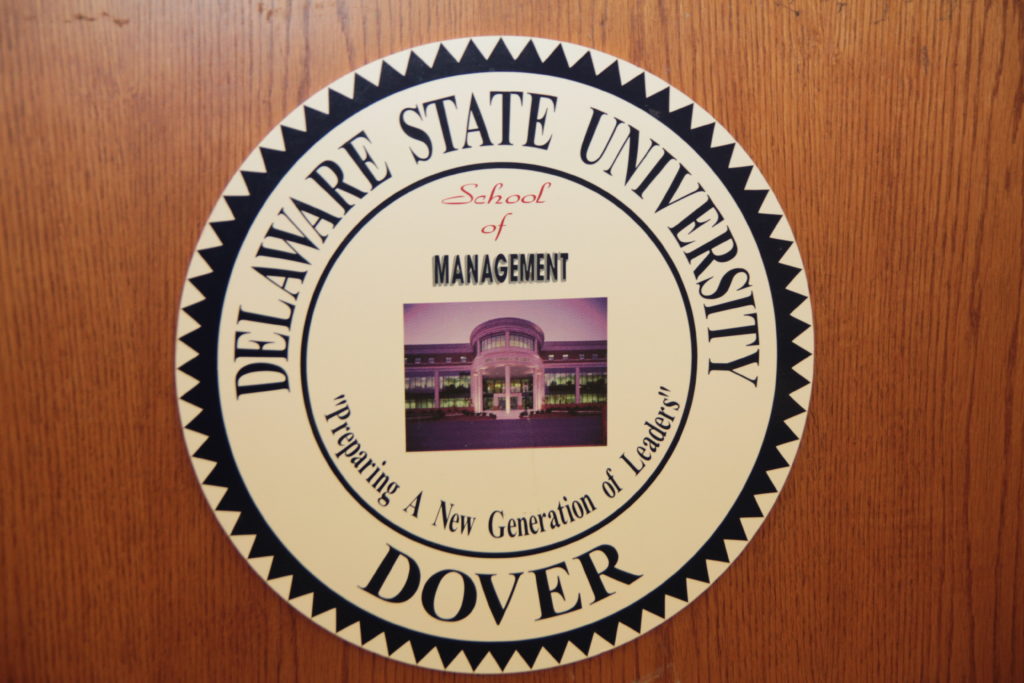 DELAWARE STATE UNIVERSITY
School
of
MANAGEMENT
"Preparing A New Generation of Leaders"
DOVER